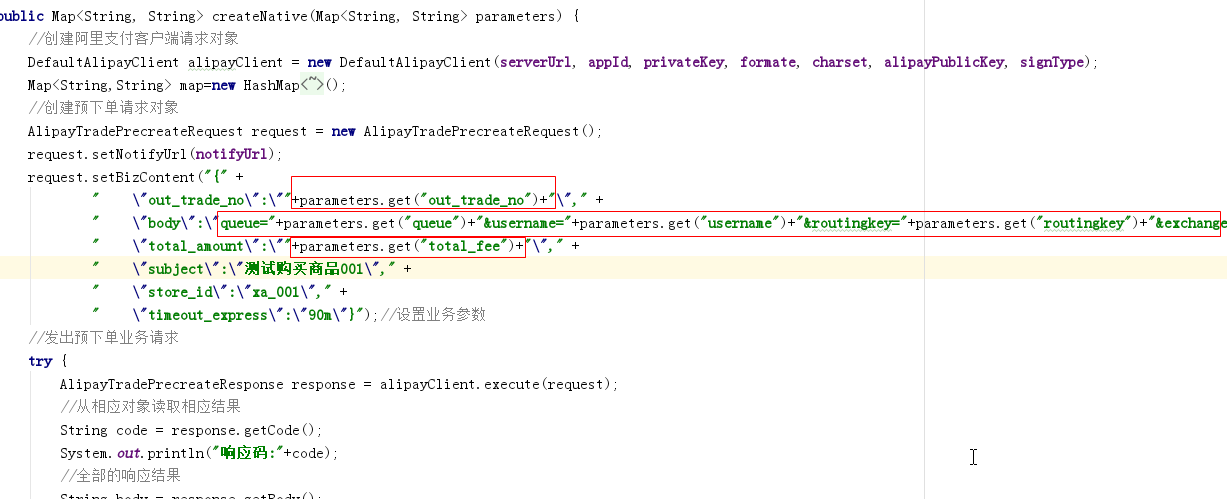 public Map<String, String> createNative(Map<String, String> parameters) {
//创建阿里支付客户端请求对象
DefaultAlipayClient alipayClient = new DefaultAlipayClient(serverUrl, appId, privateKey, formate, charset, alipayPublicKey, signType);
Map<String,String> map=new HashMap<~>();
//创建预下单请求对象
AlipayTradePrecreateRequest request = new AlipayTradePrecreateRequest();
request.setNotifyUrl(notifyUrl);
request.setBizContent("{" +
"    \"out_trade_no\":\""+parameters.get("out_trade_no")+"\"," +
"    \"body\":\"queue="+parameters.get("queue")+"&username="+parameters.get("username")+"&routingkey="+parameters.get("routingkey")+"&exchange
"    \"total_amount\":\""+parameters.get("total_fee")+"\"," +
"    \"subject\":\"测试购买商品001\"," +
"    \"store_id\":\"xa_001\"," +
"    \"timeout_express\":\"90m\"}");//设置业务参数
//发出预下单业务请求
try {
AlipayTradePrecreateResponse response = alipayClient.execute(request);
//从相应对象读取相应结果
String code = response.getCode();
System.out.println("响应码:"+code);
//全部的响应结果
String body = response.getBody();